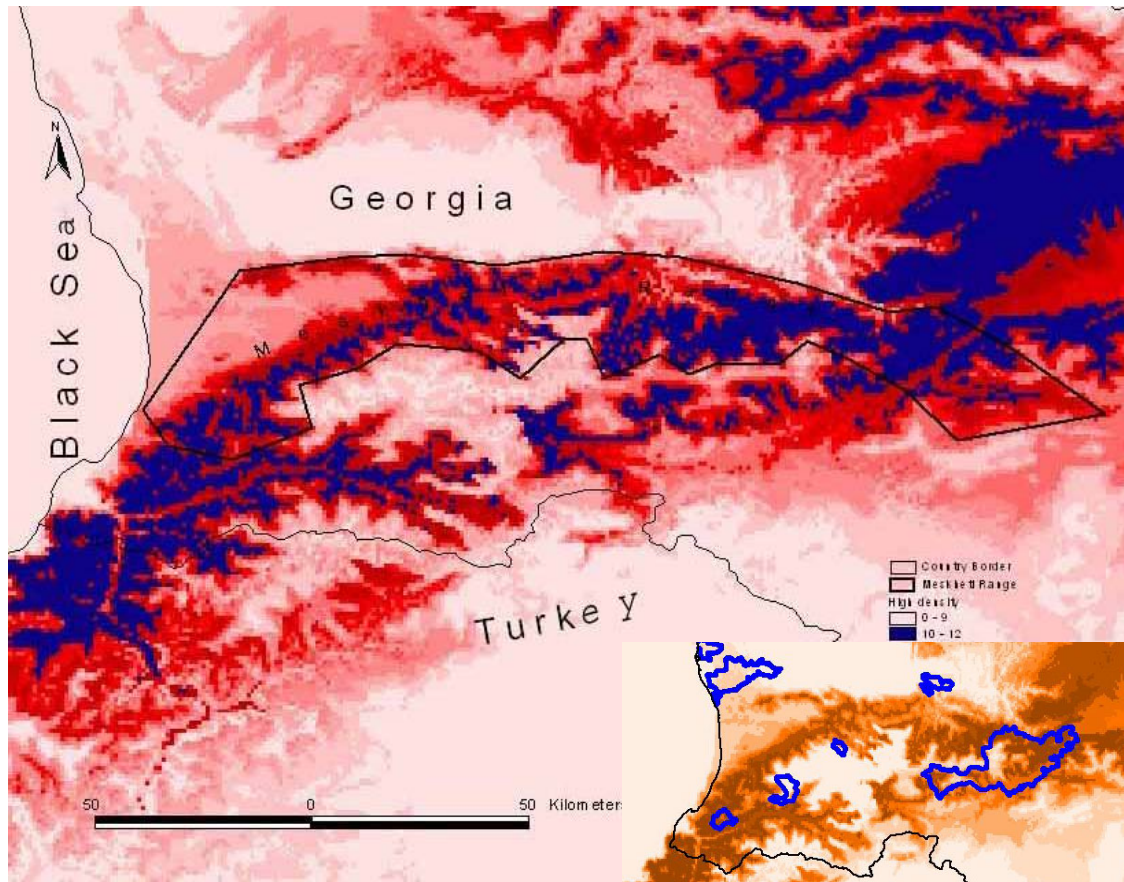 N
Georgia
Black Sea
Turkey
Country Border
Meskheti Range
High density
0 - 9
10 - 12
50 0 50 Kilometers